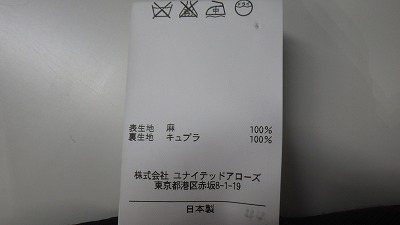 中
表生地 麻 100%
裏生地 キュプラ 100%
株式会社 ユナイテッドアローズ
東京都港区赤坂8-1-19
日本製